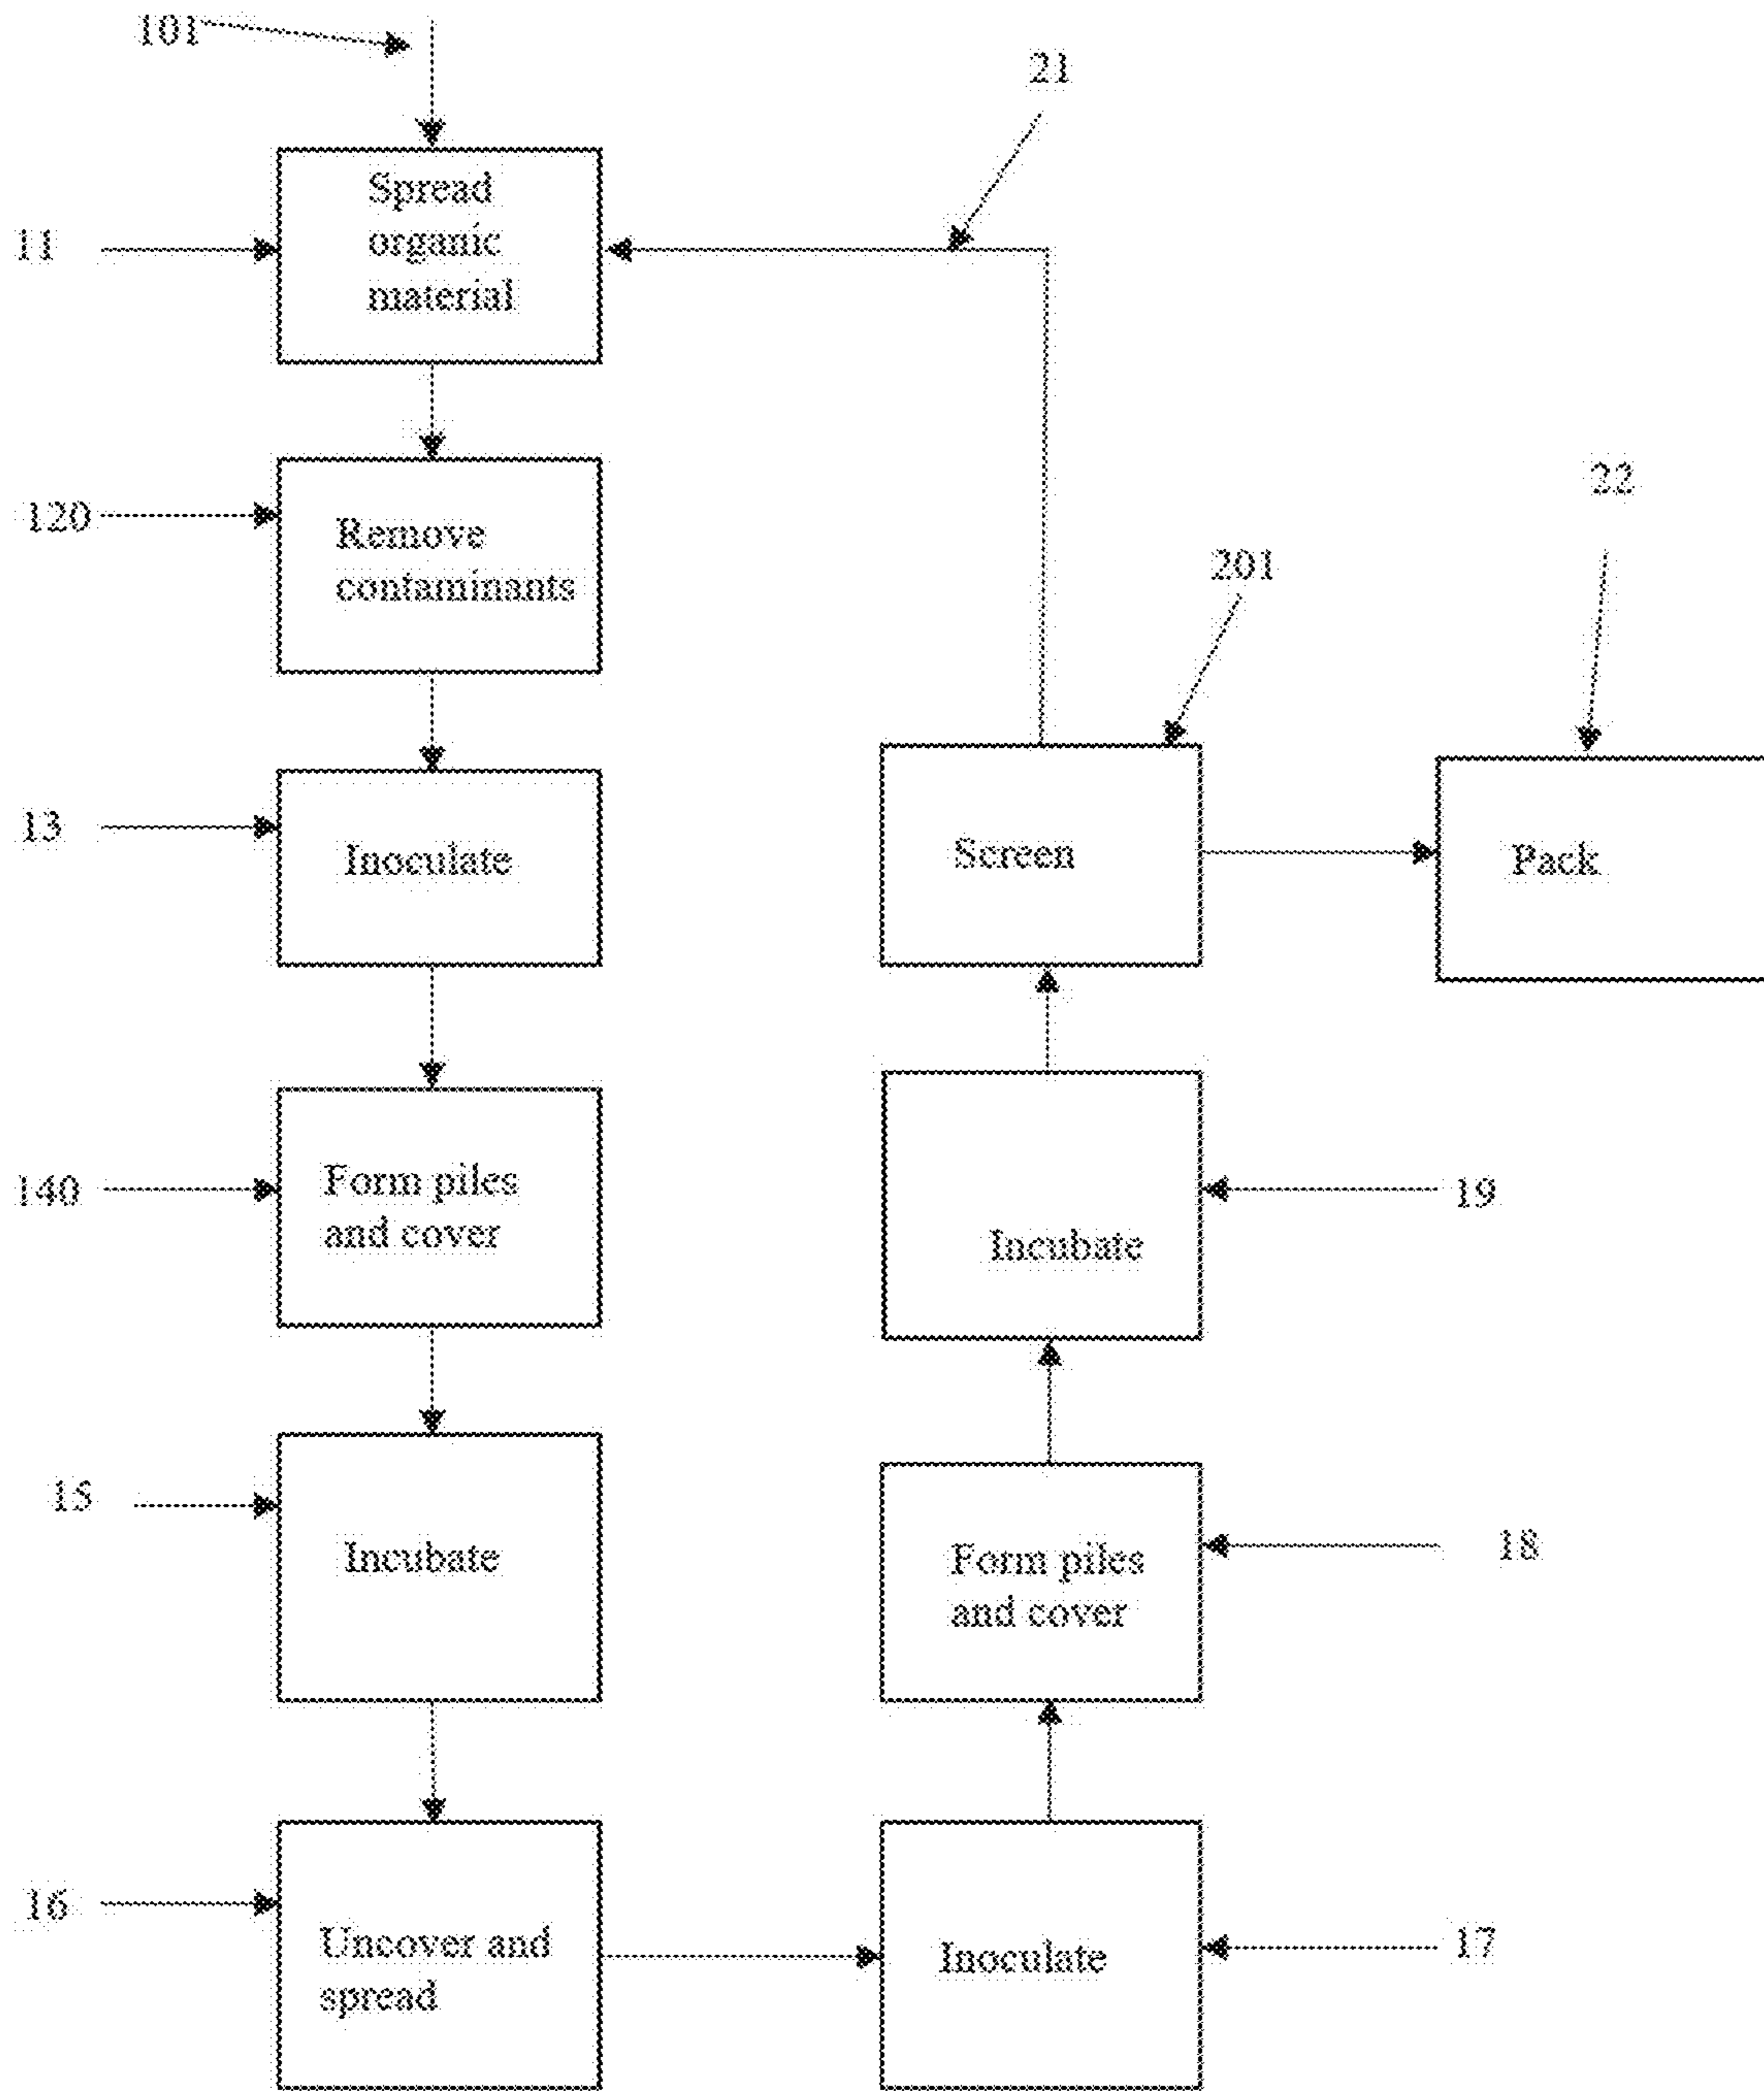 101
21
Spread
organic
material
11
120
Remove
contaminants
22
201
13
Inoculate
Screen
Pack
140
Form piles
and cover
Incubate
19
15
Incubate
Form piles
and cover
18
16
Uncover and
spread
Inoculate
17